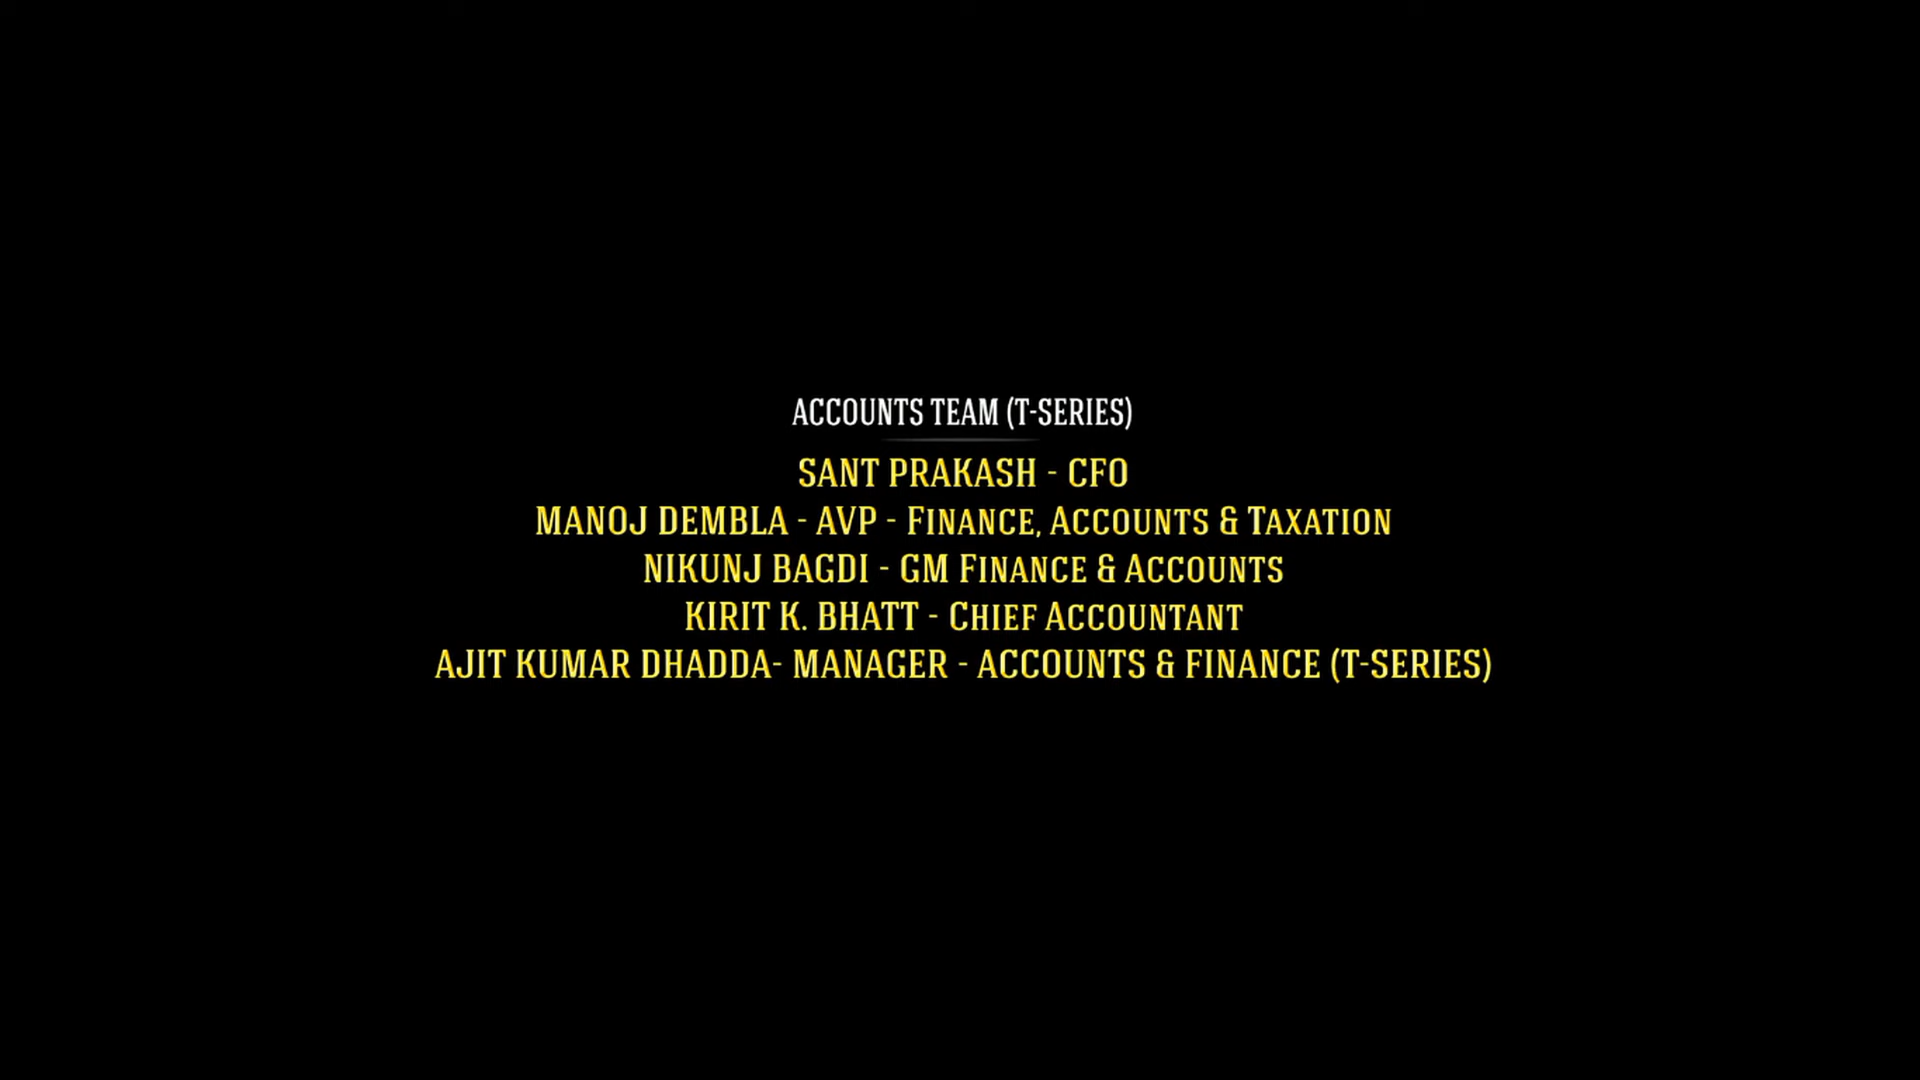 ACCOUNTS TEAM (T-SERIES)
SANT PRAKASH - CFO
MANOJ DEMBLA - AVP - FINANCE, ACCOUNTS & TAXATION
NIKUNJ BAGDI - GM FINANCE & ACCOUNTS
KIRIT K. BHATT - CHIEF ACCOUNTANT
AJIT KUMAR DHADDA- MANAGER - ACCOUNTS & FINANCE (T-SERIES)